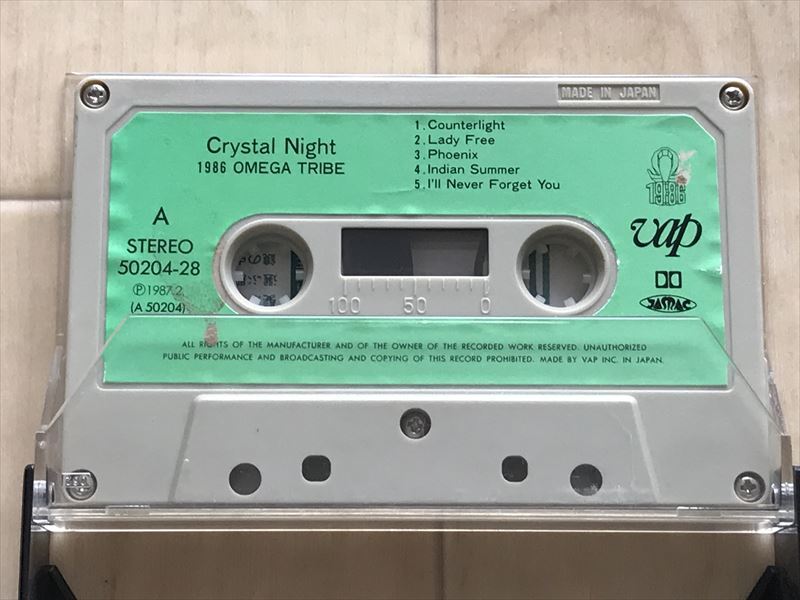 MADE IN JAPAN
Crystal Night
1986 OMEGA TRIBE
1. Counterlight
2. Lady Free
3. Phoenix
4. Indian Summer
5. I'll Never Forget You
1986
vap
A
STEREO
50204-28
Ⓟ1987.2
(A 50204)
JASRAC
100 50 0
ALL RIGHTS OF THE MANUFACTURER AND OF THE OWNER OF THE RECORDED WORK RESERVED. UNAUTHORIZED
PUBLIC PERFORMANCE AND BROADCASTING AND COPYING OF THIS RECORD PROHIBITED. MADE BY VAP INC. IN JAPAN.